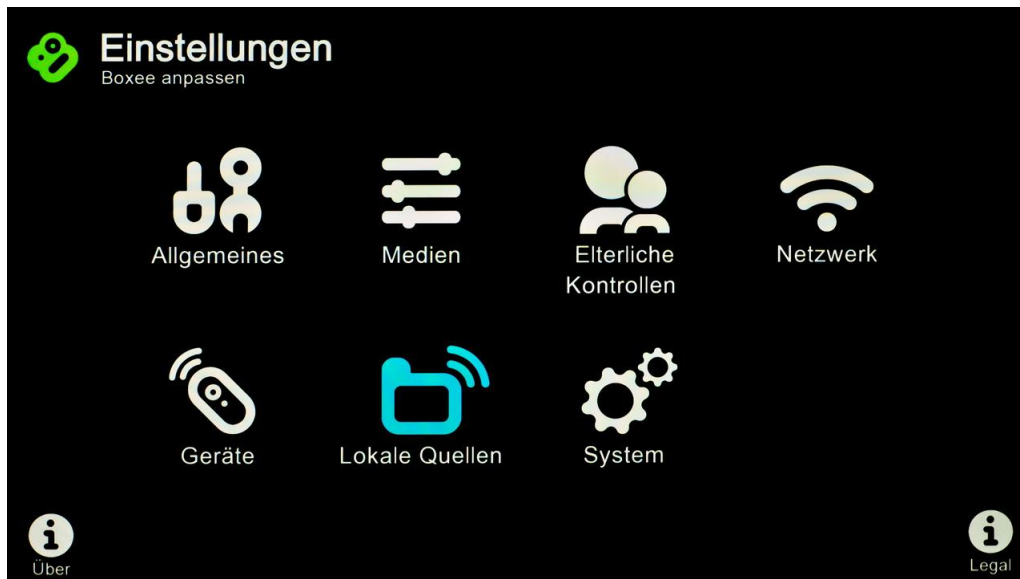 Einstellungen
Boxee anpassen
Allgemeines
Medien
Elterliche
Kontrollen
Netzwerk
Geräte
Lokale Quellen
System
Über
Legal